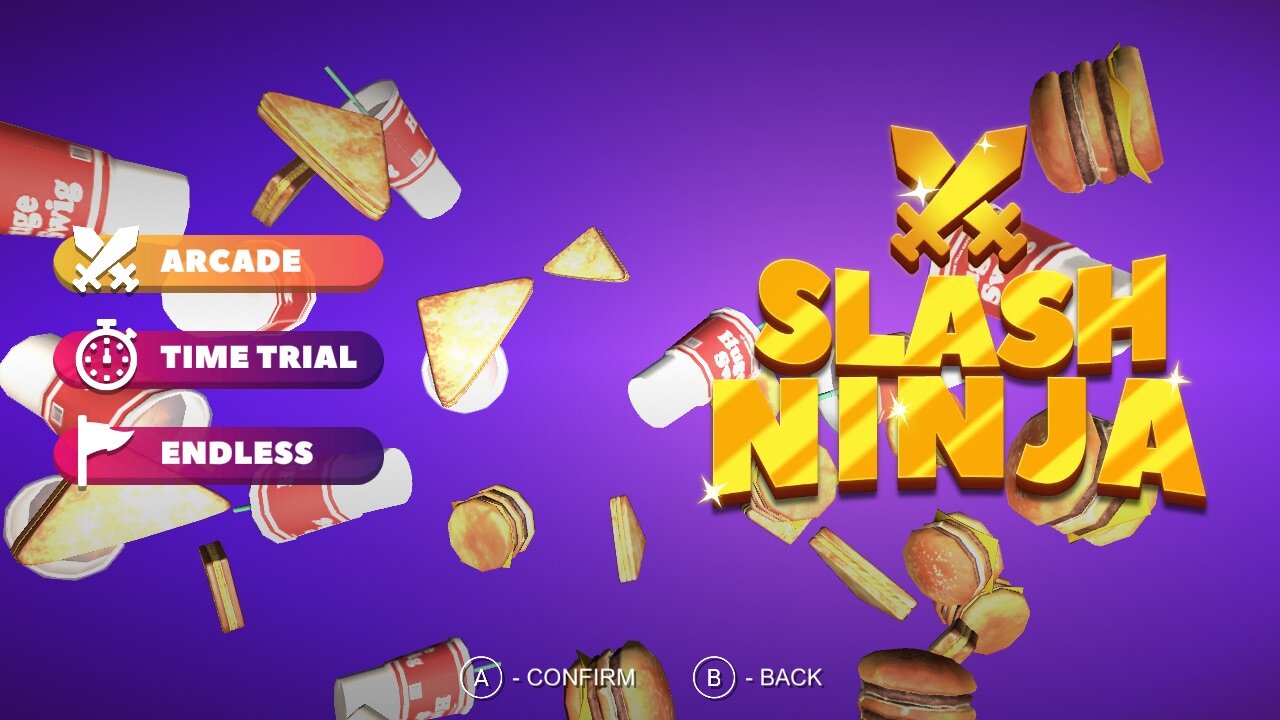 ARCADE
TIME TRIAL
ENDLESS
SLASH
NINJA
A - CONFIRM
B - BACK